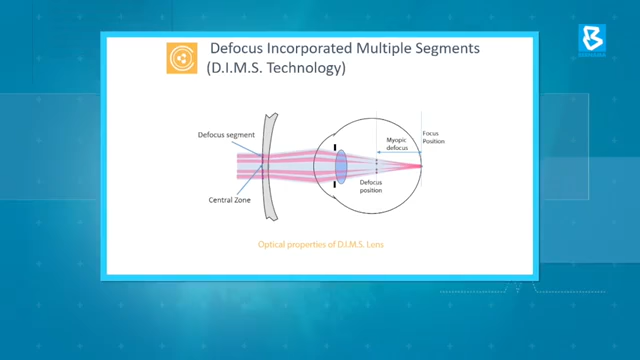 Defocus Incorporated Multiple Segments
(D.I.M.S. Technology)
Defocus segment
Central Zone
Myopic
defocus
Focus
Position
Defocus
position
Optical properties of D.I.M.S. Lens